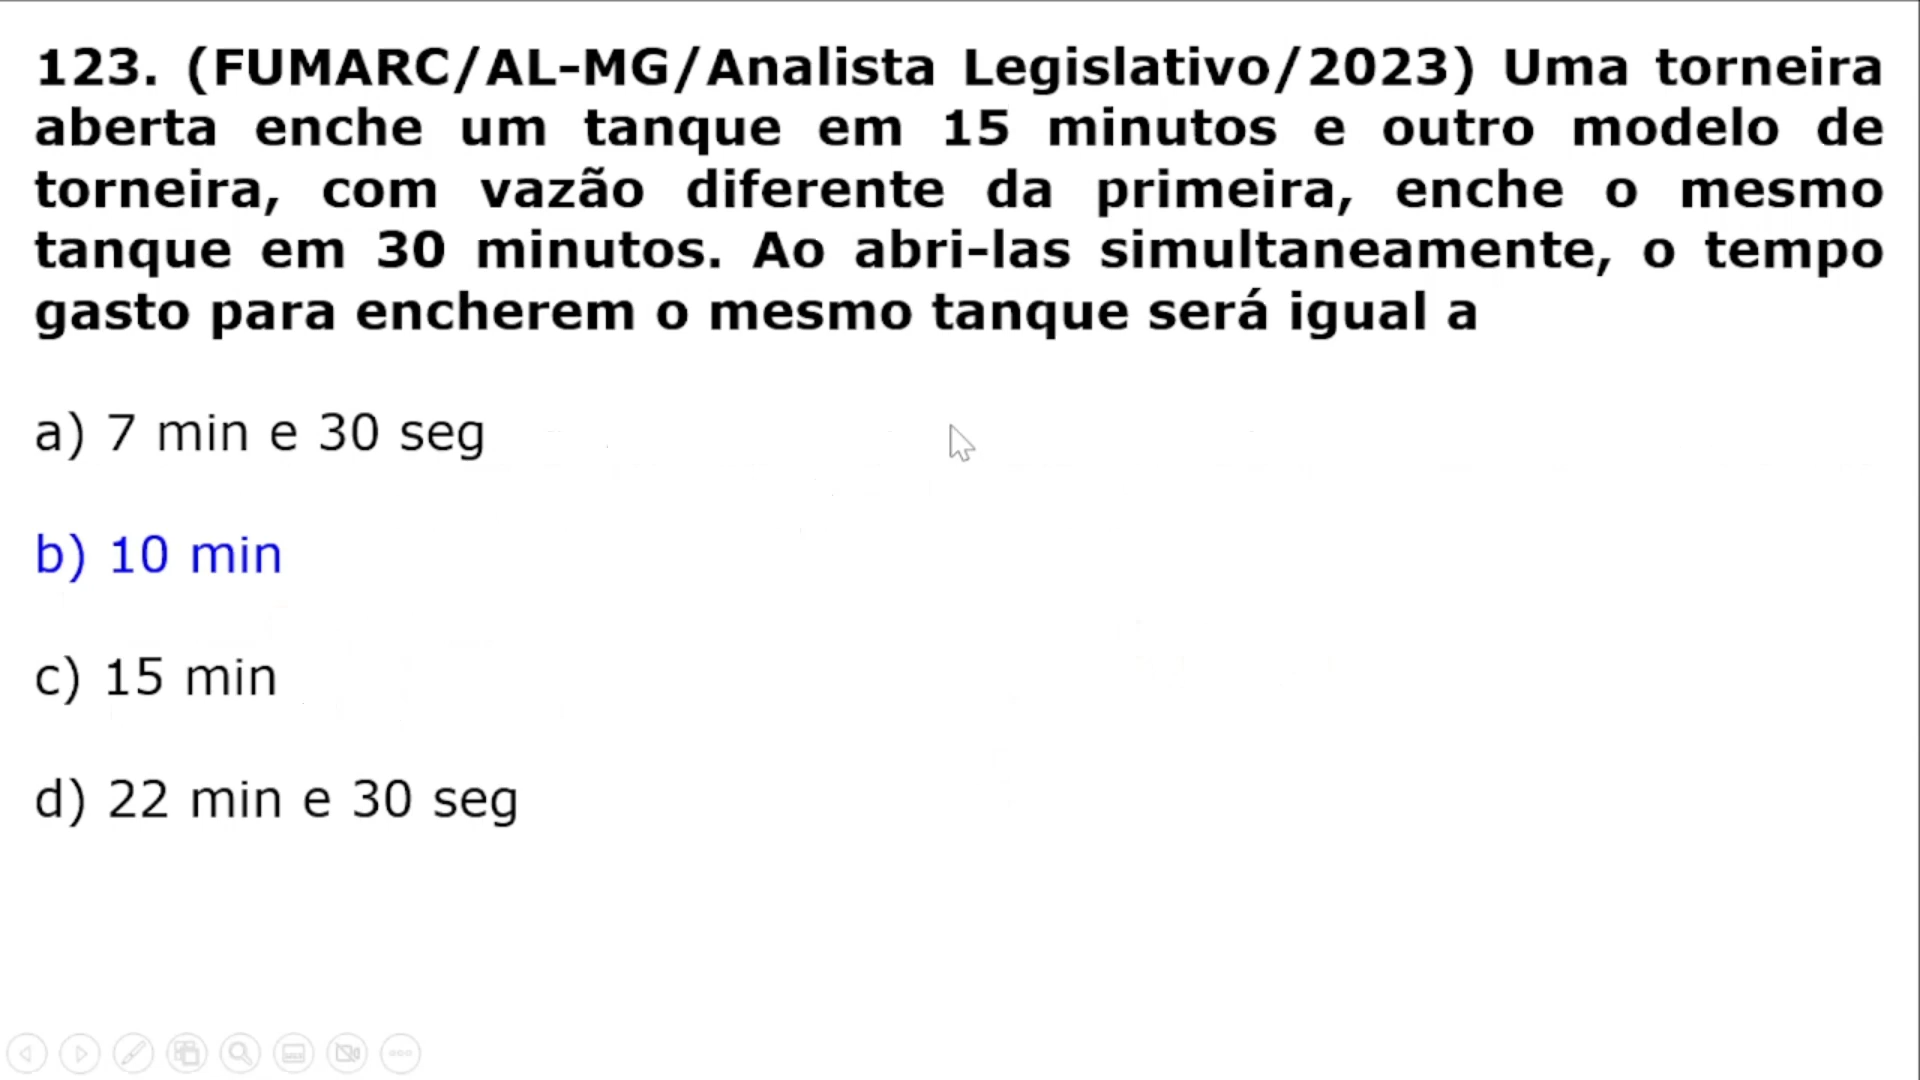 123. (FUMARC/AL-MG/Analista Legislativo/2023) Uma torneira
aberta enche um tanque em 15 minutos e outro modelo de
torneira, com vazão diferente da primeira, enche o mesmo
tanque em 30 minutos. Ao abri-las simultaneamente, o tempo
gasto para encherem o mesmo tanque será igual a
a) 7 min e 30 seg
b) 10 min
c) 15 min
d) 22 min e 30 seg